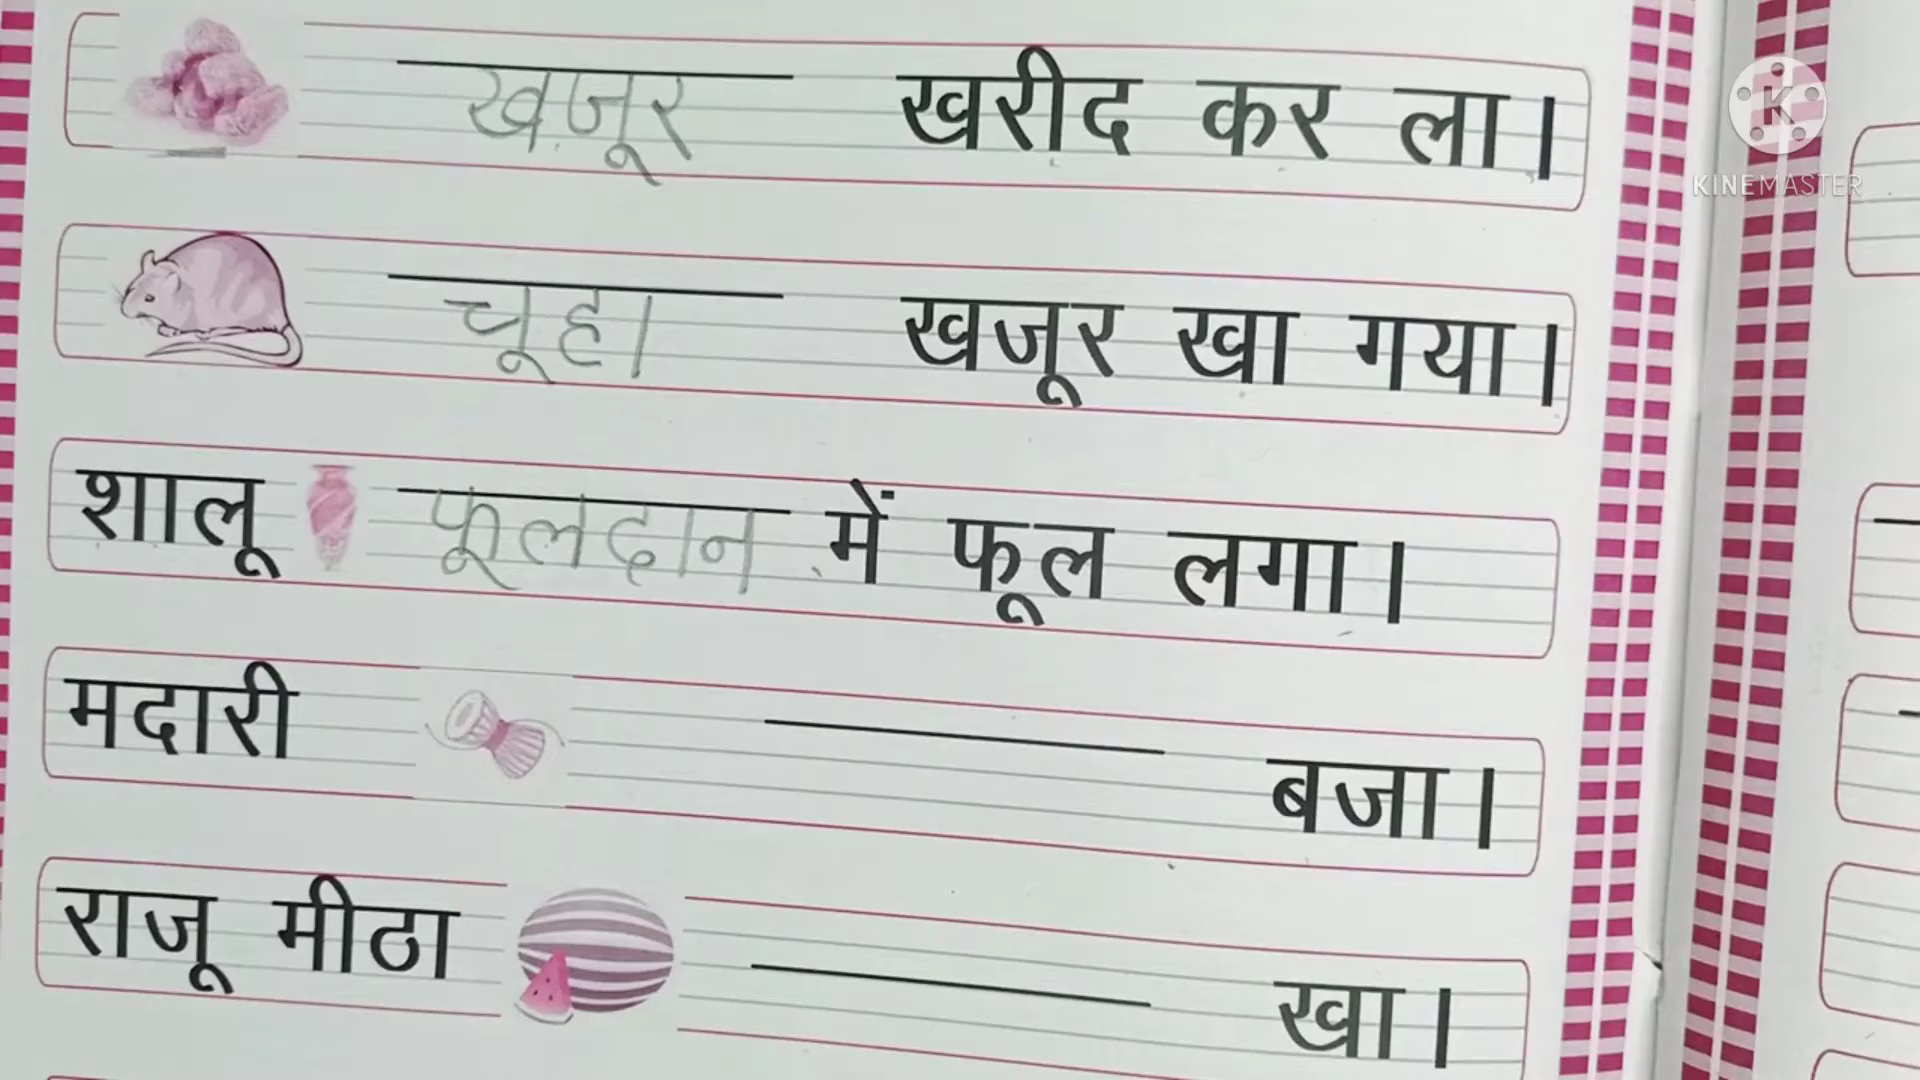 खजूर खरीद कर ला।
KINEMASTER
चूहा खजूर खा गया।
शालू फूलदान में फूल लगा।
मदारी बजा।
राजू मीठा खा।